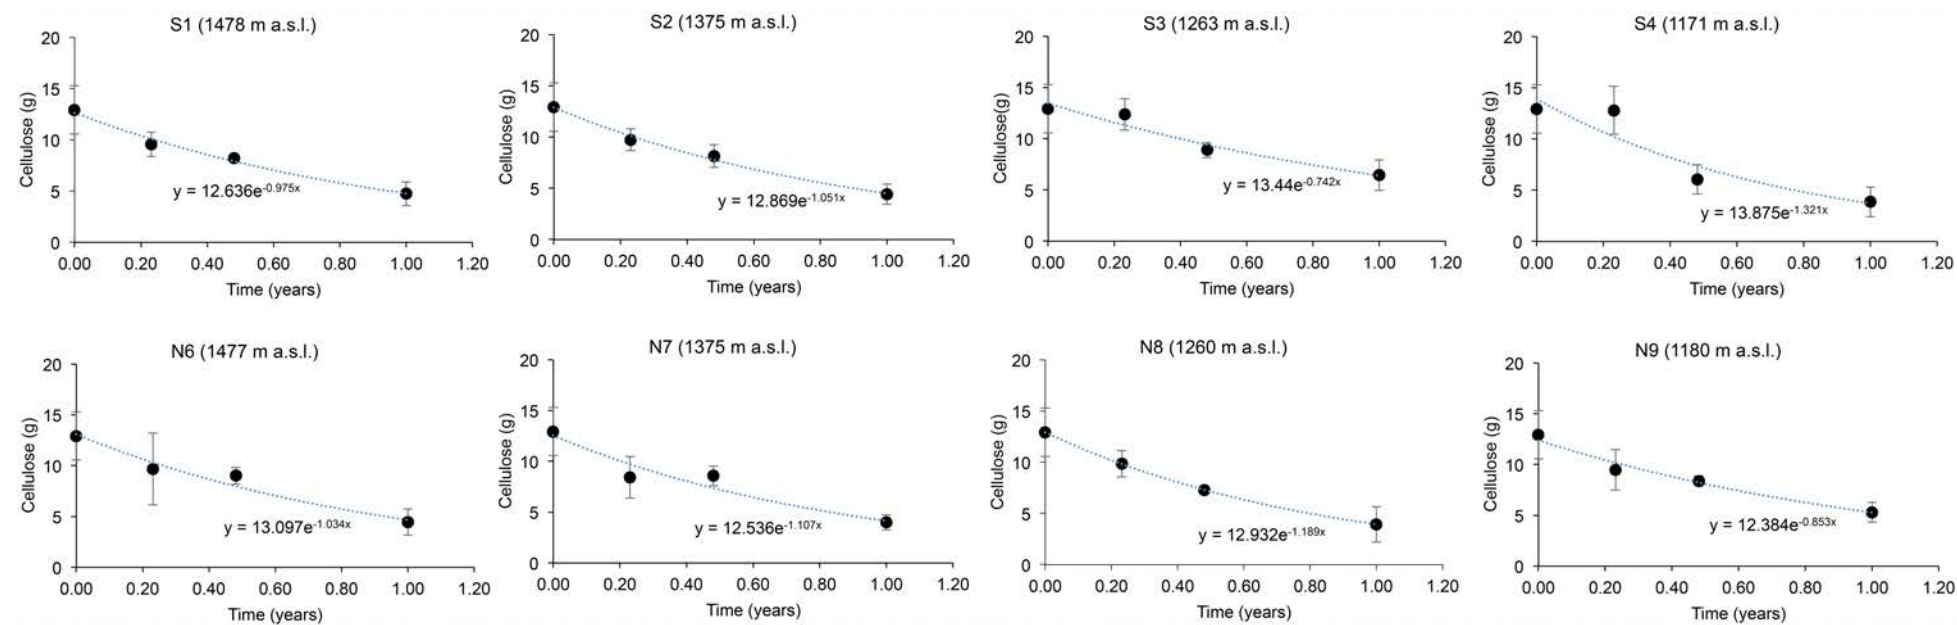 S1 (1478 m a.s.l.)
20
15
10
5
0
Cellulose (g)
y = 12.636e^-0.975x
0.00 0.20 0.40 0.60 0.80 1.00 1.20
Time (years)
S2 (1375 m a.s.l.)
20
15
10
5
0
Cellulose (g)
y = 12.869e^-1.051x
0.00 0.20 0.40 0.60 0.80 1.00 1.20
Time (years)
S3 (1263 m a.s.l.)
20
15
10
5
0
Cellulose(g)
y = 13.44e^-0.742x
0.00 0.20 0.40 0.60 0.80 1.00 1.20
Time (years)
S4 (1171 m a.s.l.)
20
15
10
5
0
Cellulose (g)
y = 13.875e^-1.321x
0.00 0.20 0.40 0.60 0.80 1.00 1.20
Time (years)
N6 (1477 m a.s.l.)
20
15
10
5
0
Cellulose (g)
y = 13.097e^-1.034x
0.00 0.20 0.40 0.60 0.80 1.00 1.20
Time (years)
N7 (1375 m a.s.l.)
20
15
10
5
0
Cellulose (g)
y = 12.536e^-1.107x
0.00 0.20 0.40 0.60 0.80 1.00 1.20
Time (years)
N8 (1260 m a.s.l.)
20
15
10
5
0
Cellulose (g)
y = 12.932e^-1.189x
0.00 0.20 0.40 0.60 0.80 1.00 1.20
Time (years)
N9 (1180 m a.s.l.)
20
15
10
5
0
Cellulose (g)
y = 12.384e^-0.853x
0.00 0.20 0.40 0.60 0.80 1.00 1.20
Time (years)